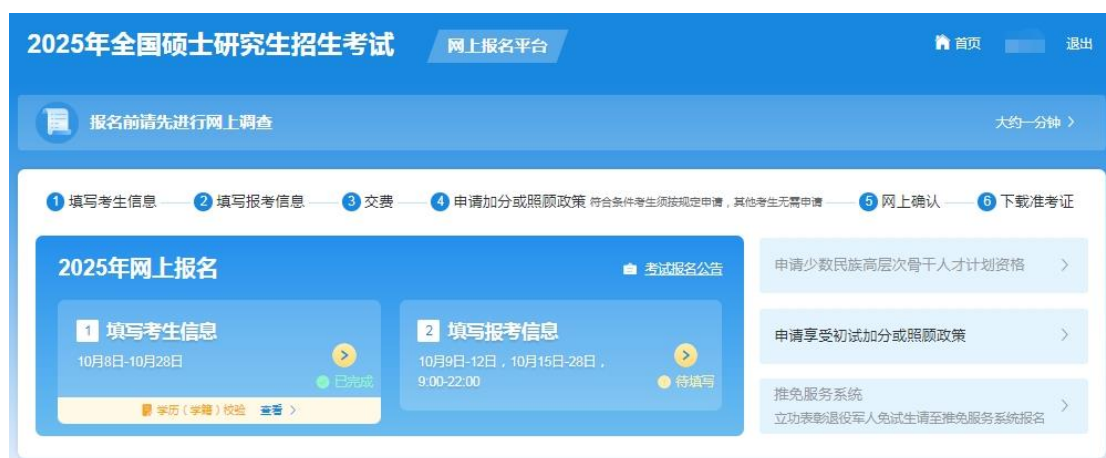 2025年全国硕士研究生招生考试
网上报名平台
首页
退出
报名前请先进行网上调查
大约一分钟
1 填写考生信息
2 填写报考信息
3 交费
4 申请加分或照顾政策 符合条件考生须按规定申请，其他考生无需申请
5 网上确认
6 下载准考证
2025年网上报名
考试报名公告
1 填写考生信息
10月8日-10月28日
已完成
学历（学籍）校验 查看
2 填写报考信息
10月9日-12日，10月15日-28日，
9:00-22:00
待填写
申请少数民族高层次骨干人才计划资格
申请享受初试加分或照顾政策
推免服务系统
立功表彰退役军人免试生请至推免服务系统报名